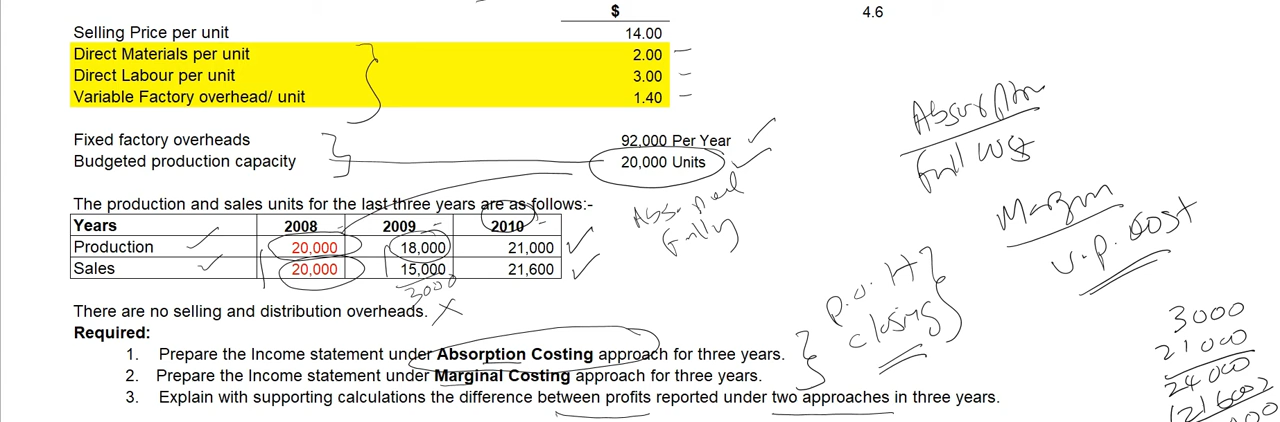 $ 4.6
Selling Price per unit 14.00
Direct Materials per unit 2.00
Direct Labour per unit 3.00
Variable Factory overhead/ unit 1.40
Absorption
Full Cost
Fixed factory overheads 92,000 Per Year
Budgeted production capacity 20,000 Units
Absorbed
Fully
Margin
V.P. Cost
The production and sales units for the last three years are as follows:-
Years 2008 2009 2010
Production 20,000 18,000 21,000
Sales 20,000 15,000 21,600
3000
P.O.H
closing
There are no selling and distribution overheads.
Required:
1. Prepare the Income statement under Absorption Costing approach for three years.
2. Prepare the Income statement under Marginal Costing approach for three years.
3. Explain with supporting calculations the difference between profits reported under two approaches in three years.
3000
21000
24000